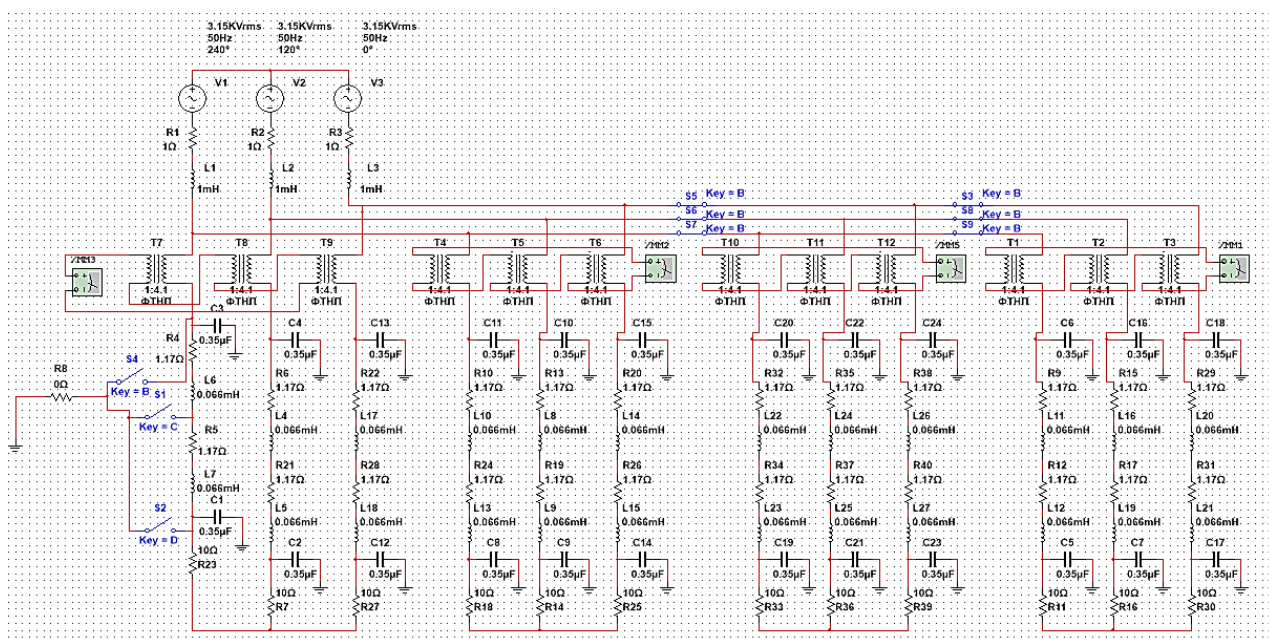 3.15KVrms 3.15KVrms 3.15KVrms
50Hz 50Hz 50Hz
240° 120° 0°
V1 V2 V3
R1 R2 R3
1Ω 1Ω 1Ω
L1 L2 L3
1mH 1mH 1mH
S5 Key = B S3 Key = B
S6 Key = B S8 Key = B
S7 Key = B S9 Key = B
T7 T8 T9 T4 T5 T6 XMM2 T10 T11 T12 XMM5 T1 T2 T3 XMM1
XMM3
1:4.1 1:4.1 1:4.1 1:4.1 1:4.1 1:4.1 1:4.1 1:4.1 1:4.1 1:4.1 1:4.1 1:4.1
ФТНП ФТНП ФТНП ФТНП ФТНП ФТНП ФТНП ФТНП ФТНП ФТНП ФТНП ФТНП
C3
0.35µF
C4 C13 C11 C10 C15 C20 C22 C24 C6 C16 C18
0.35µF 0.35µF 0.35µF 0.35µF 0.35µF 0.35µF 0.35µF 0.35µF 0.35µF 0.35µF 0.35µF
R4
1.17Ω
S4
Key = B
R8
0Ω
L6
0.066mH
S1
Key = C
R6 R22 R10 R13 R20 R32 R35 R38 R9 R15 R29
1.17Ω 1.17Ω 1.17Ω 1.17Ω 1.17Ω 1.17Ω 1.17Ω 1.17Ω 1.17Ω 1.17Ω 1.17Ω
L4 L17 L10 L8 L14 L22 L24 L26 L11 L16 L20
0.066mH 0.066mH 0.066mH 0.066mH 0.066mH 0.066mH 0.066mH 0.066mH 0.066mH 0.066mH 0.066mH
R5
1.17Ω
L7
0.066mH
R21 R28 R24 R19 R26 R34 R37 R40 R12 R17 R31
1.17Ω 1.17Ω 1.17Ω 1.17Ω 1.17Ω 1.17Ω 1.17Ω 1.17Ω 1.17Ω 1.17Ω 1.17Ω
C1
0.35µF
S2
Key = D
L5 L18 L13 L9 L15 L23 L25 L27 L12 L19 L21
0.066mH 0.066mH 0.066mH 0.066mH 0.066mH 0.066mH 0.066mH 0.066mH 0.066mH 0.066mH 0.066mH
10Ω
R23
C2 C12 C8 C9 C14 C19 C21 C23 C5 C7 C17
0.35µF 0.35µF 0.35µF 0.35µF 0.35µF 0.35µF 0.35µF 0.35µF 0.35µF 0.35µF 0.35µF
10Ω 10Ω 10Ω 10Ω 10Ω 10Ω 10Ω 10Ω 10Ω 10Ω 10Ω
R7 R27 R18 R14 R25 R33 R36 R39 R11 R16 R30